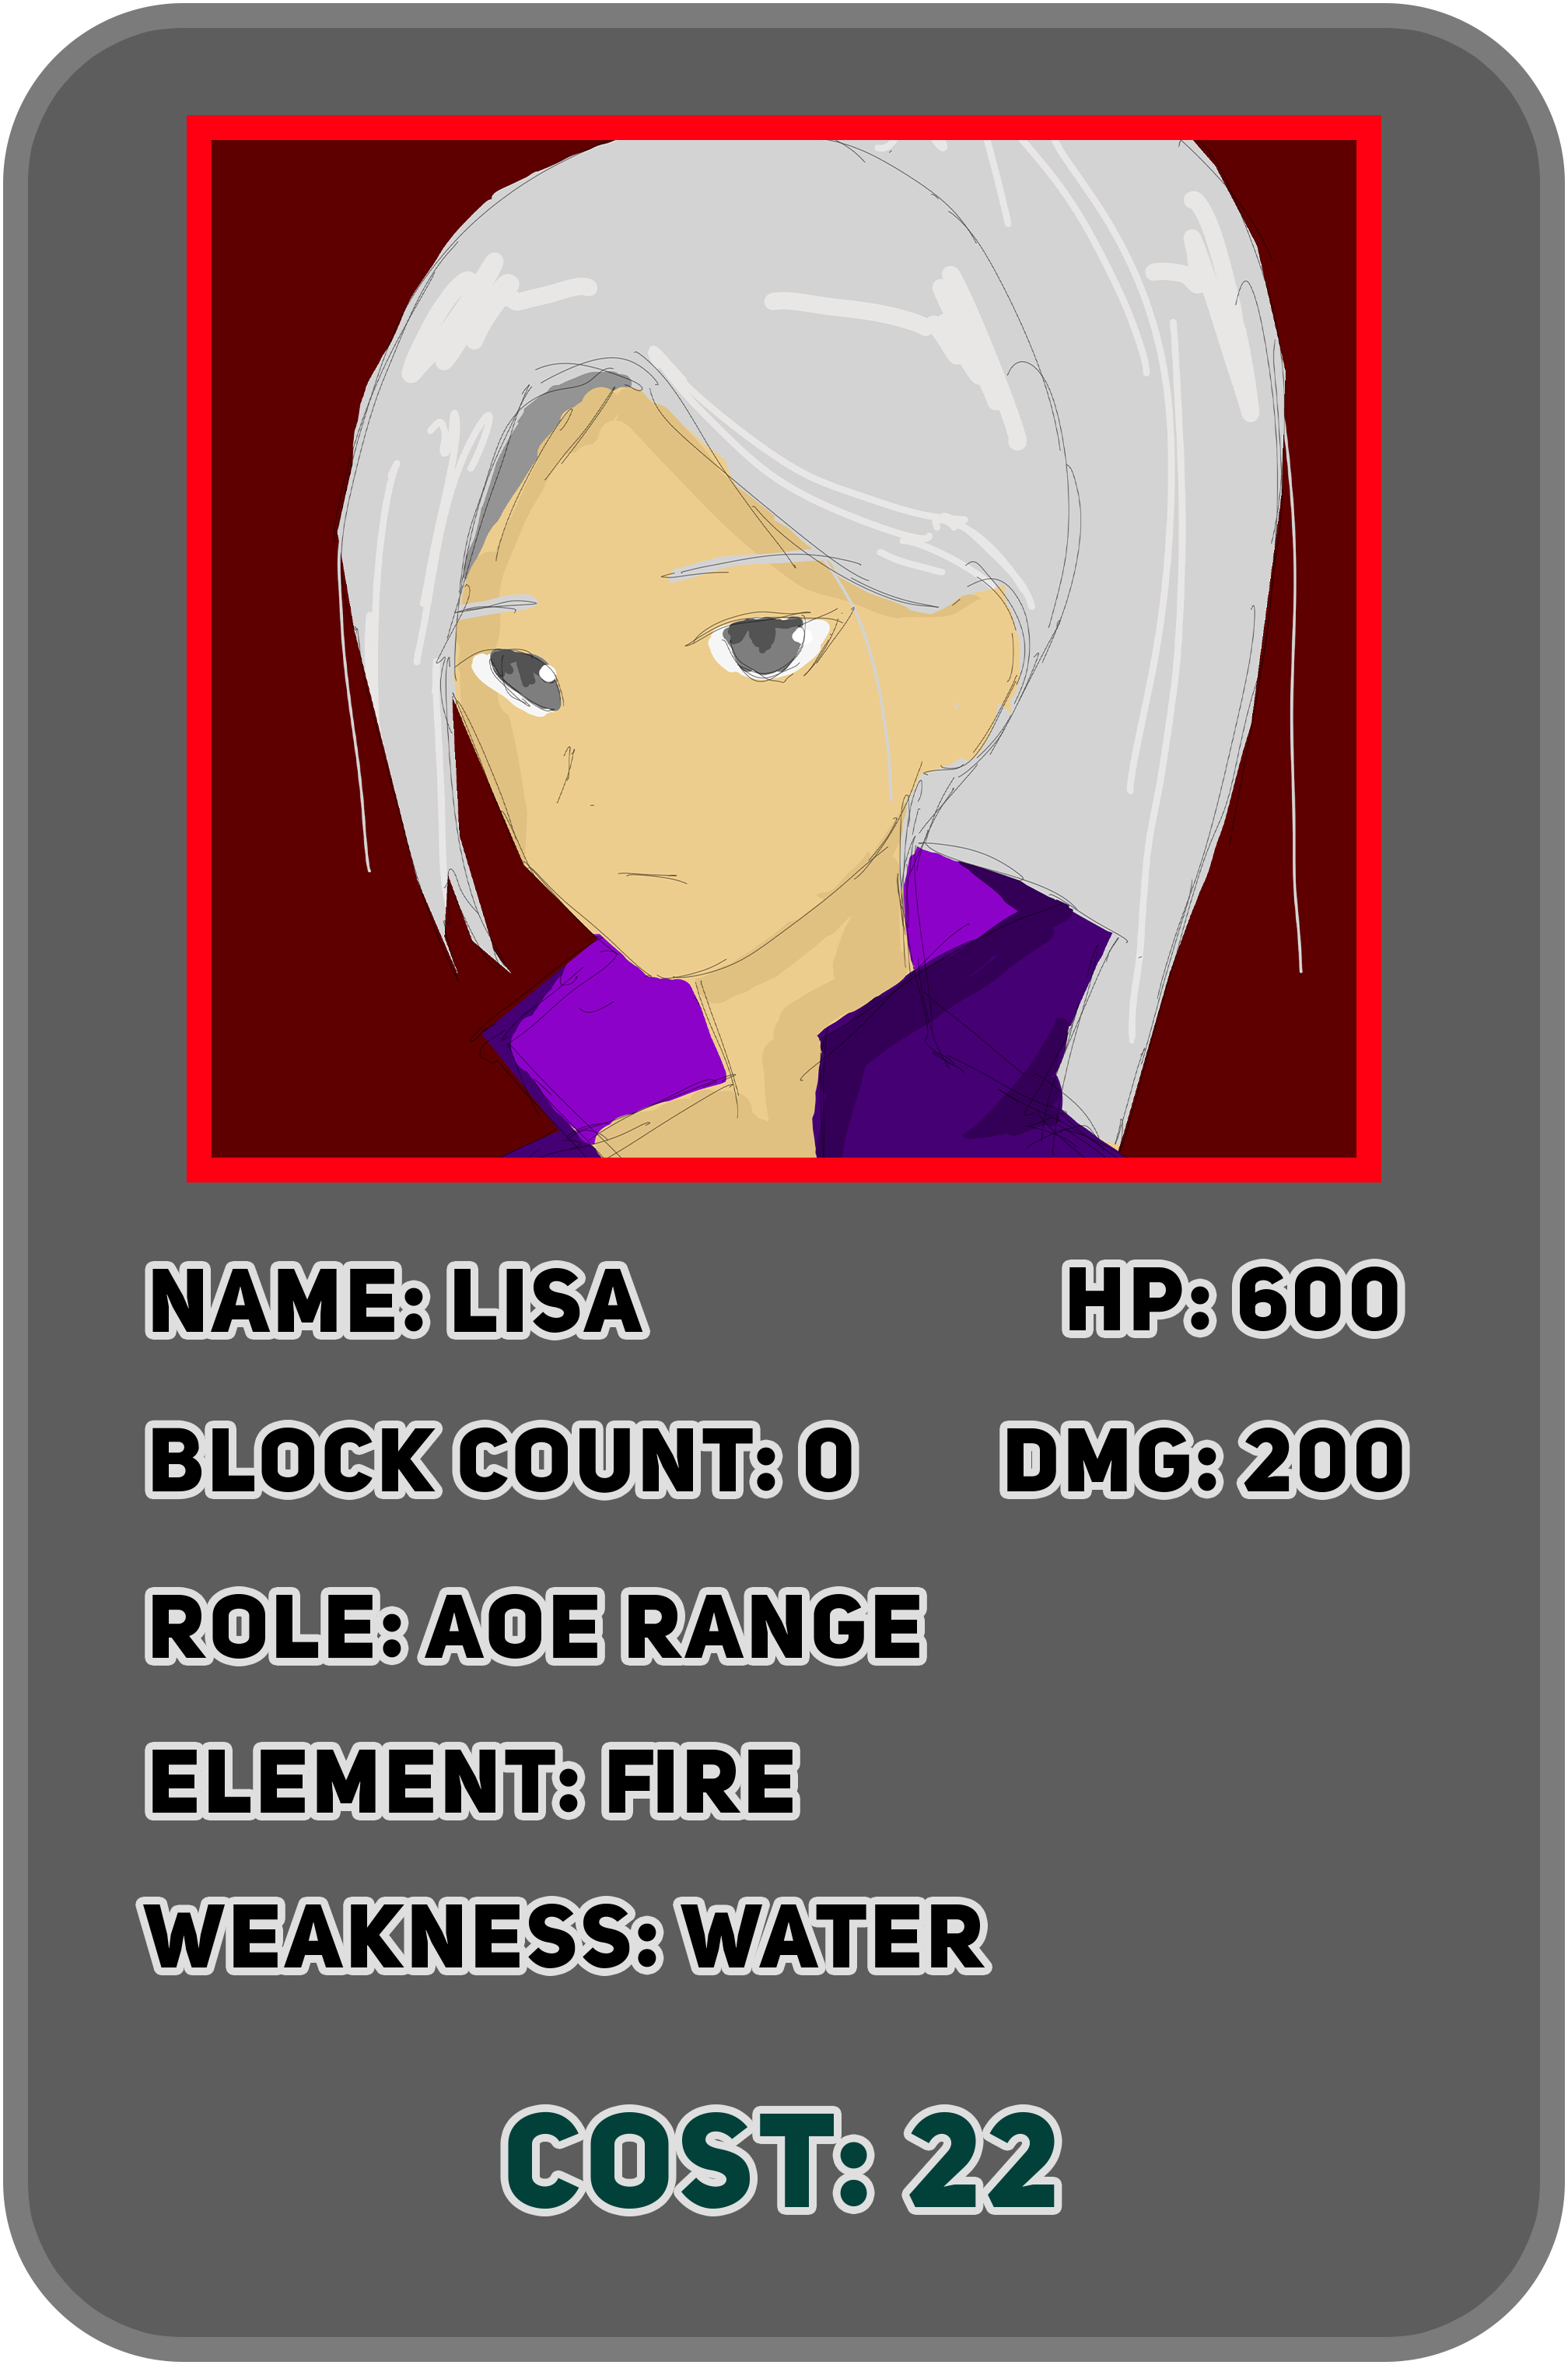 NAME: LISA
HP: 600
BLOCK COUNT: 0
DMG: 200
ROLE: AOE RANGE
ELEMENT: FIRE
WEAKNESS: WATER
COST: 22